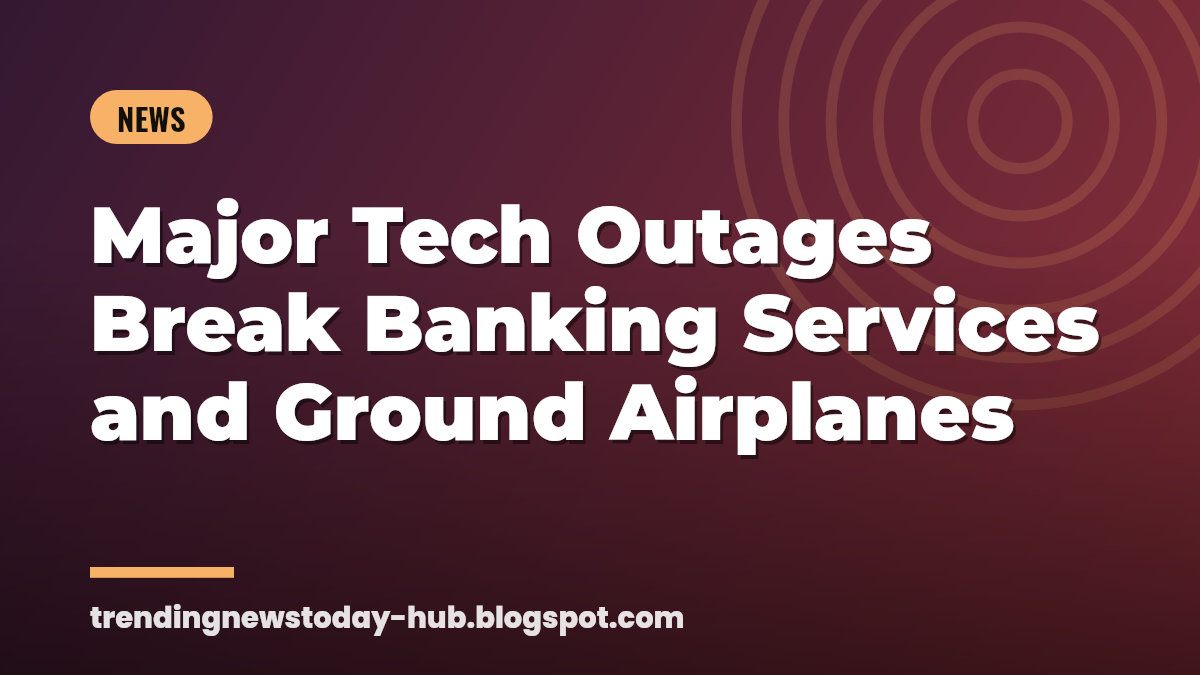 NEWS
Major Tech Outages
Break Banking Services
and Ground Airplanes
trendingnewstoday-hub.blogspot.com